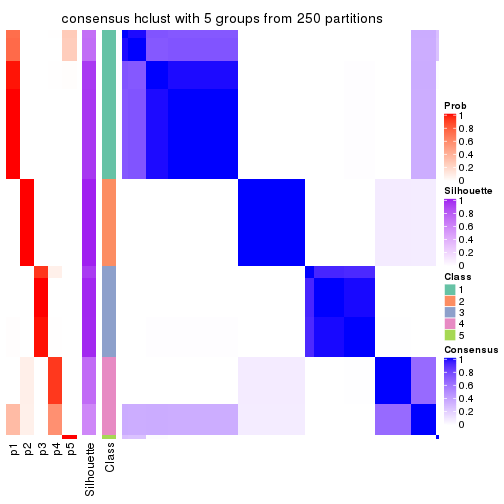 consensus hclust with 5 groups from 250 partitions
Prob
1
0.8
0.6
0.4
0.2
0
Silhouette
1
0.8
0.6
0.4
0.2
0
Class
1
2
3
4
5
Consensus
1
0.8
0.6
0.4
0.2
0
p1
p2
p3
p4
p5
Silhouette
Class